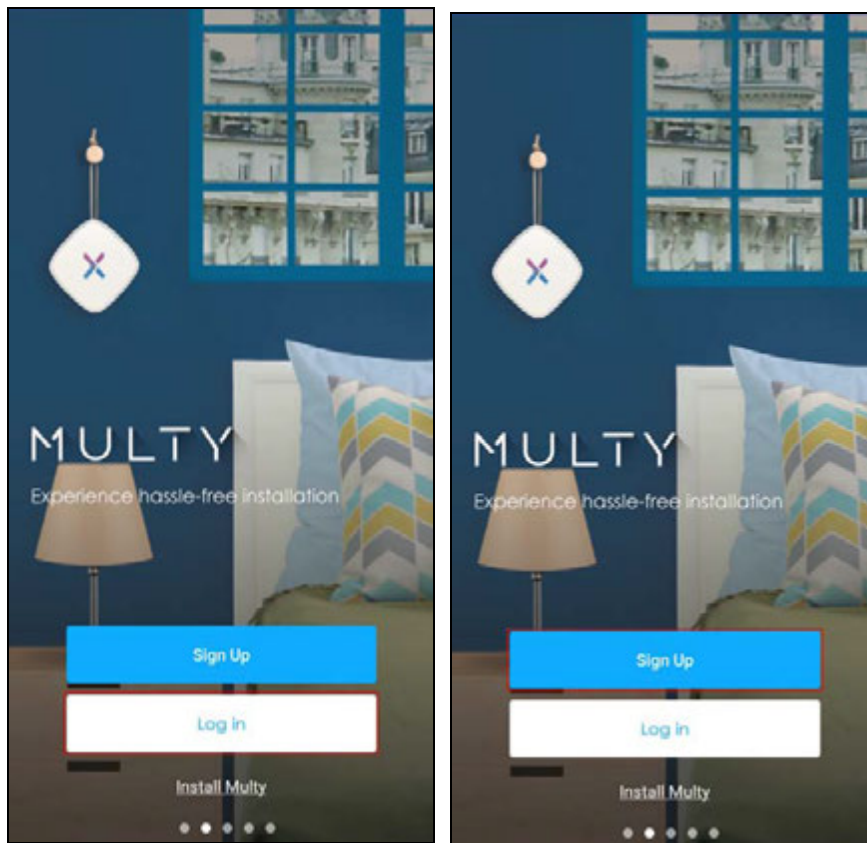 MULTY
Experience hassle-free installation
Sign Up
Log in
Install Multy
MULTY
Experience hassle-free installation
Sign Up
Log in
Install Multy